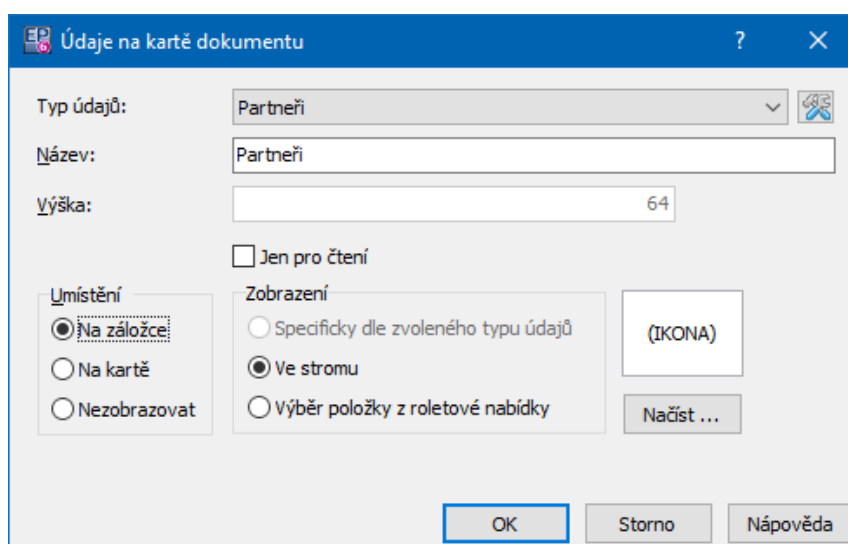 Údaje na kartě dokumentu
Typ údajů: Partneři
Název: Partneři
Výška: 64
Jen pro čtení
Umístění
Na záložce
Na kartě
Nezobrazovat
Zobrazení
Specificky dle zvoleného typu údajů
Ve stromu
Výběr položky z roletové nabídky
(IKONA)
Načíst ...
OK Storno Nápověda